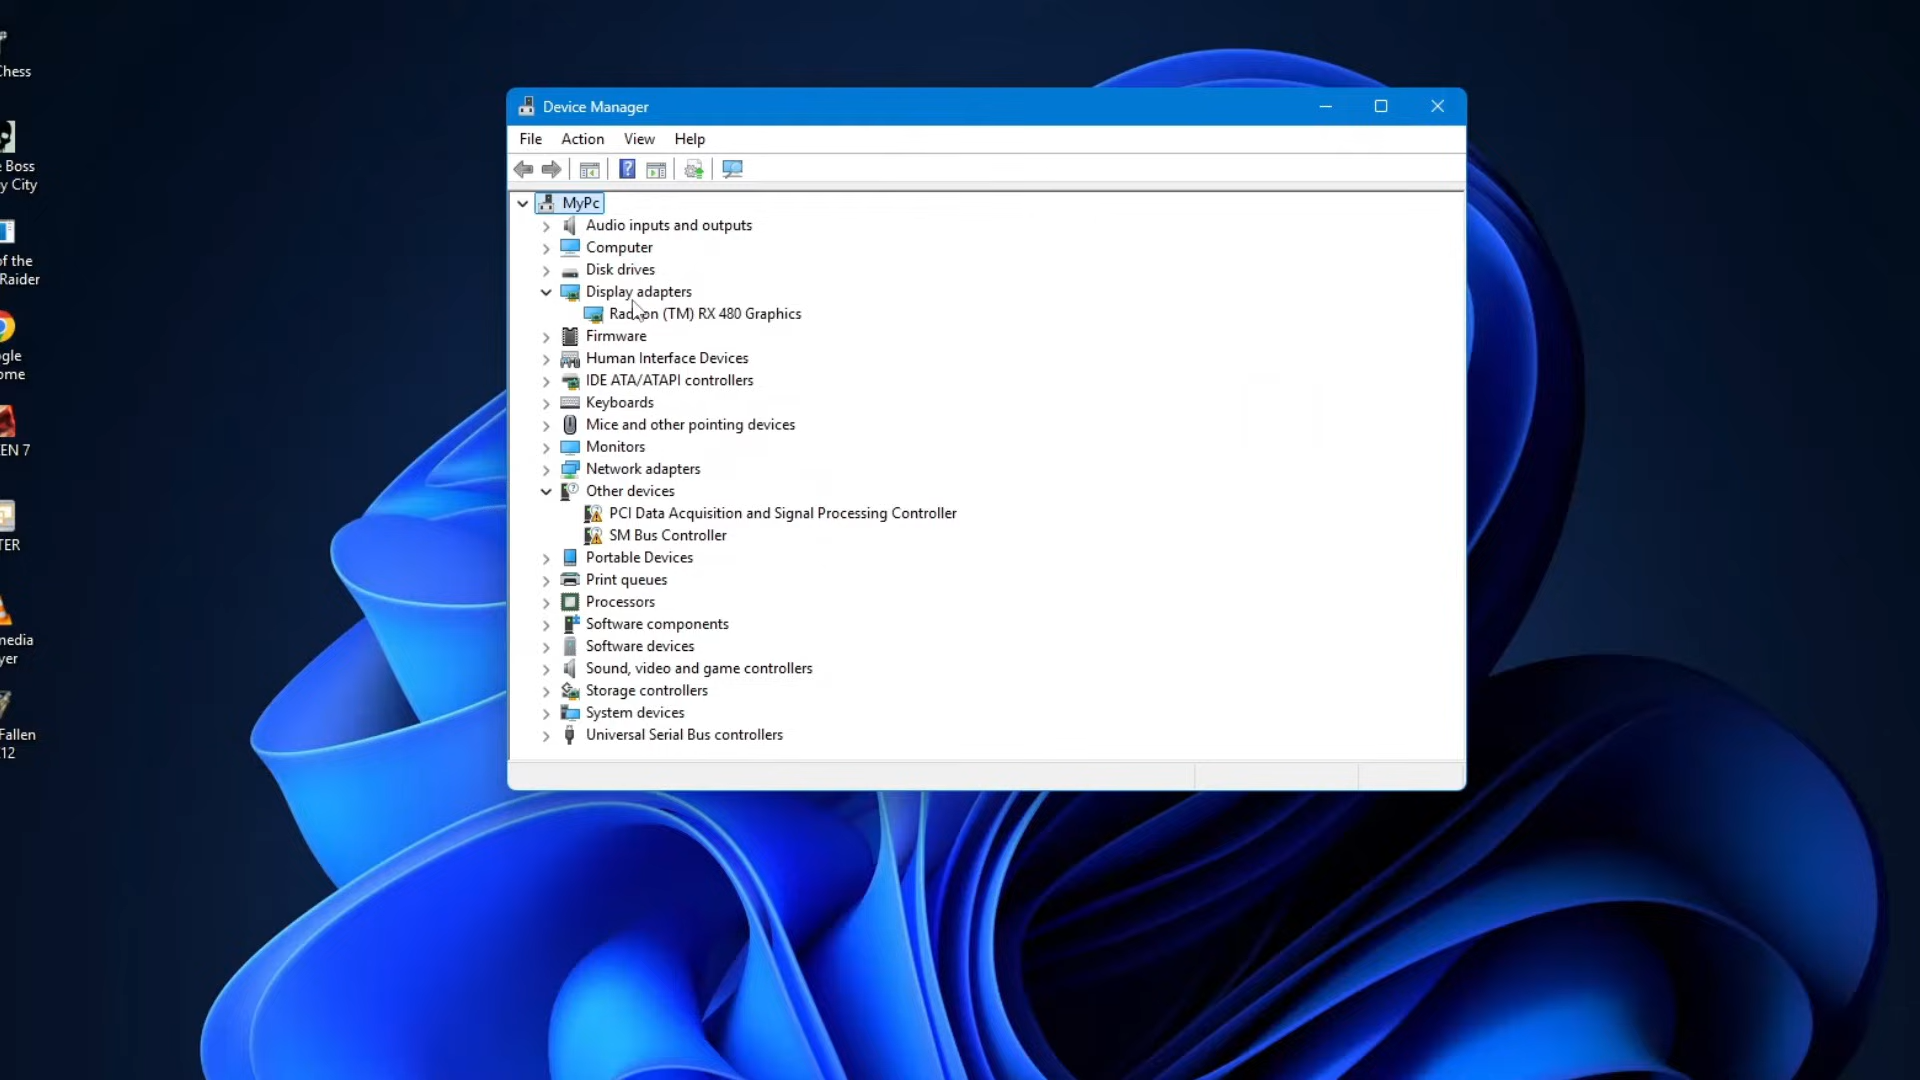 Chess
e Boss
y City
of the
Raider
gle
ome
EN 7
TER
media
yer
Fallen
12
Device Manager
File Action View Help
MyPc
Audio inputs and outputs
Computer
Disk drives
Display adapters
Radeon (TM) RX 480 Graphics
Firmware
Human Interface Devices
IDE ATA/ATAPI controllers
Keyboards
Mice and other pointing devices
Monitors
Network adapters
Other devices
PCI Data Acquisition and Signal Processing Controller
SM Bus Controller
Portable Devices
Print queues
Processors
Software components
Software devices
Sound, video and game controllers
Storage controllers
System devices
Universal Serial Bus controllers